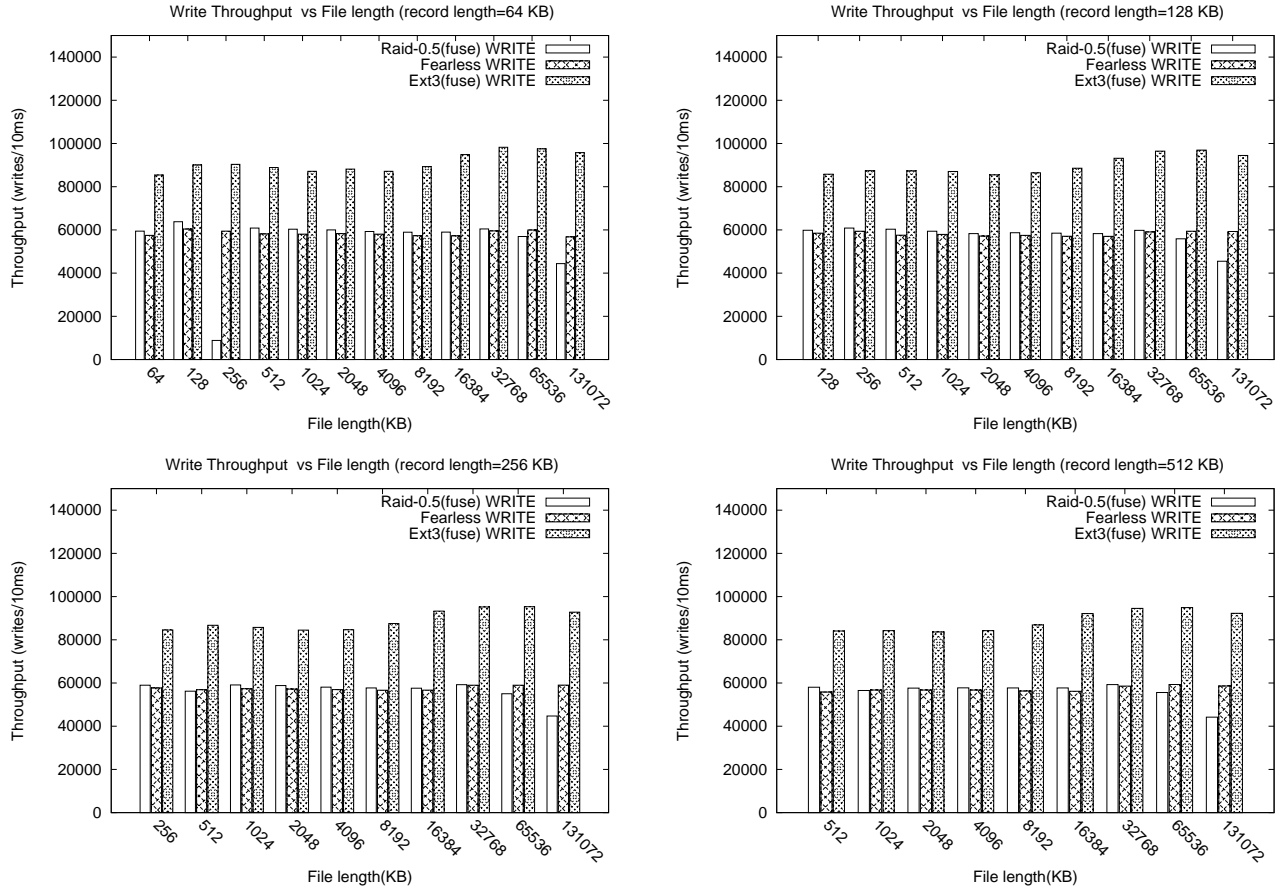 Write Throughput vs File length (record length=64 KB)
Throughput (writes/10ms)
140000
120000
100000
80000
60000
40000
20000
0
Raid-0.5(fuse) WRITE
Fearless WRITE
Ext3(fuse) WRITE
64 128 256 512 1024 2048 4096 8192 16384 32768 65536 131072
File length(KB)
Write Throughput vs File length (record length=128 KB)
Throughput (writes/10ms)
140000
120000
100000
80000
60000
40000
20000
0
Raid-0.5(fuse) WRITE
Fearless WRITE
Ext3(fuse) WRITE
128 256 512 1024 2048 4096 8192 16384 32768 65536 131072
File length(KB)
Write Throughput vs File length (record length=256 KB)
Throughput (writes/10ms)
140000
120000
100000
80000
60000
40000
20000
0
Raid-0.5(fuse) WRITE
Fearless WRITE
Ext3(fuse) WRITE
256 512 1024 2048 4096 8192 16384 32768 65536 131072
File length(KB)
Write Throughput vs File length (record length=512 KB)
Throughput (writes/10ms)
140000
120000
100000
80000
60000
40000
20000
0
Raid-0.5(fuse) WRITE
Fearless WRITE
Ext3(fuse) WRITE
512 1024 2048 4096 8192 16384 32768 65536 131072
File length(KB)